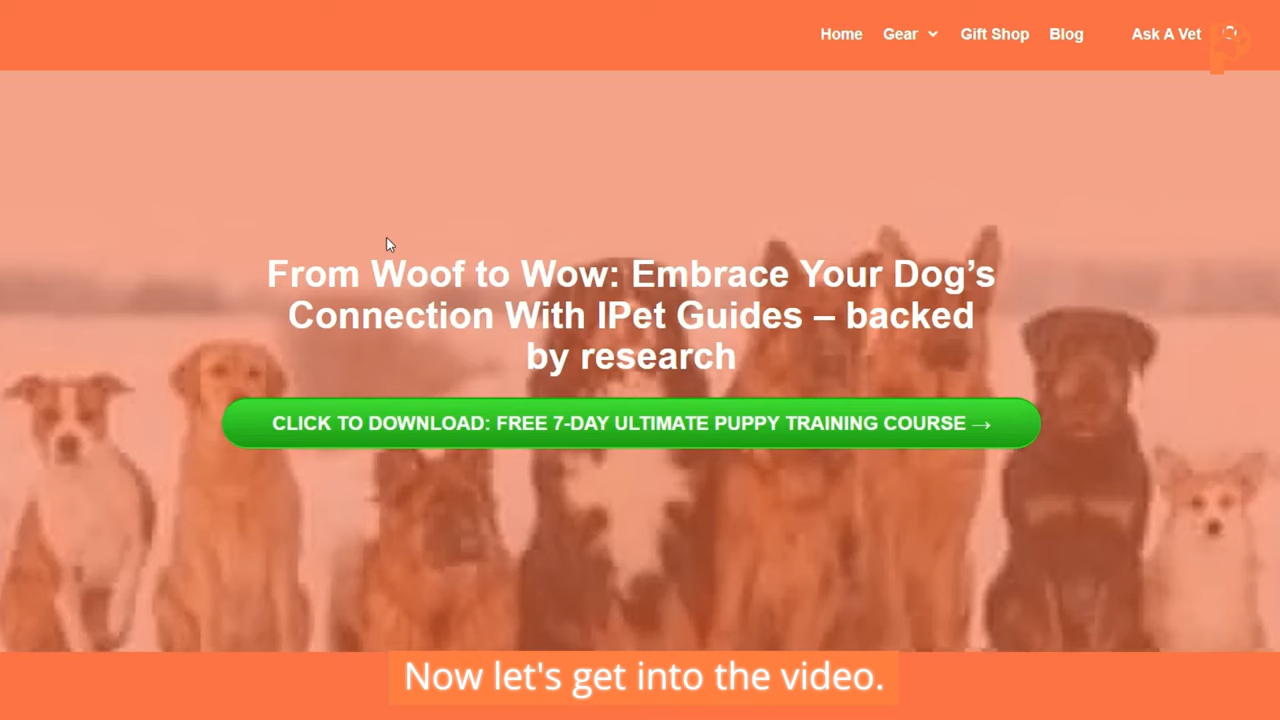 Home Gear Gift Shop Blog Ask A Vet
From Woof to Wow: Embrace Your Dog’s
Connection With IPet Guides – backed
by research
CLICK TO DOWNLOAD: FREE 7-DAY ULTIMATE PUPPY TRAINING COURSE →
Now let's get into the video.